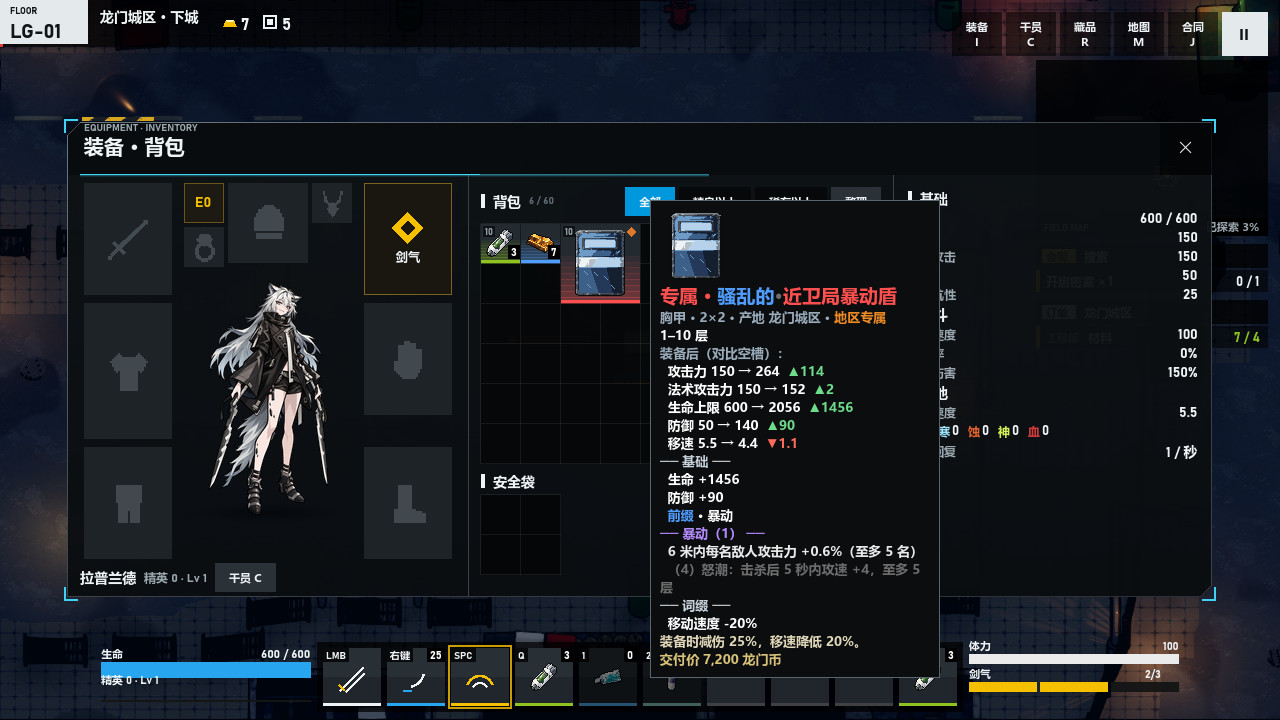 FLOOR
LG-01
龙门城区·下城
7
5
装备
I
干员
C
藏品
R
地图
M
合同
J
EQUIPMENT · INVENTORY
装备·背包
E0
剑气
背包 6 / 60
全部
整理
10
3
7
10
安全袋
拉普兰德 精英 0 · Lv 1
干员 C
专属·骚乱的·近卫局暴动盾
胸甲 · 2×2 · 产地 龙门城区 · 地区专属
1–10 层
装备后（对比空槽）：
攻击力 150 → 264 ▲114
法术攻击力 150 → 152 ▲2
生命上限 600 → 2056 ▲1456
防御 50 → 140 ▲90
移速 5.5 → 4.4 ▼1.1
── 基础 ──
生命 +1456
防御 +90
前缀 · 暴动
── 暴动（1） ──
6 米内每名敌人攻击力 +0.6%（至多 5 名）
（4）怒潮：击杀后 5 秒内攻速 +4，至多 5
层
── 词缀 ──
移动速度 -20%
装备时减伤 25%，移速降低 20%。
交付价 7,200 龙门币
基础
600 / 600
150
150
50
25
100
0%
150%
5.5
寒0 蚀0 神0 血0
1 / 秒
已探索 3%
0 / 1
7 / 4
生命 600 / 600
精英 0 · Lv 1
LMB
右键 25
SPC
Q 3
1 0
3
体力 100
剑气 2/3